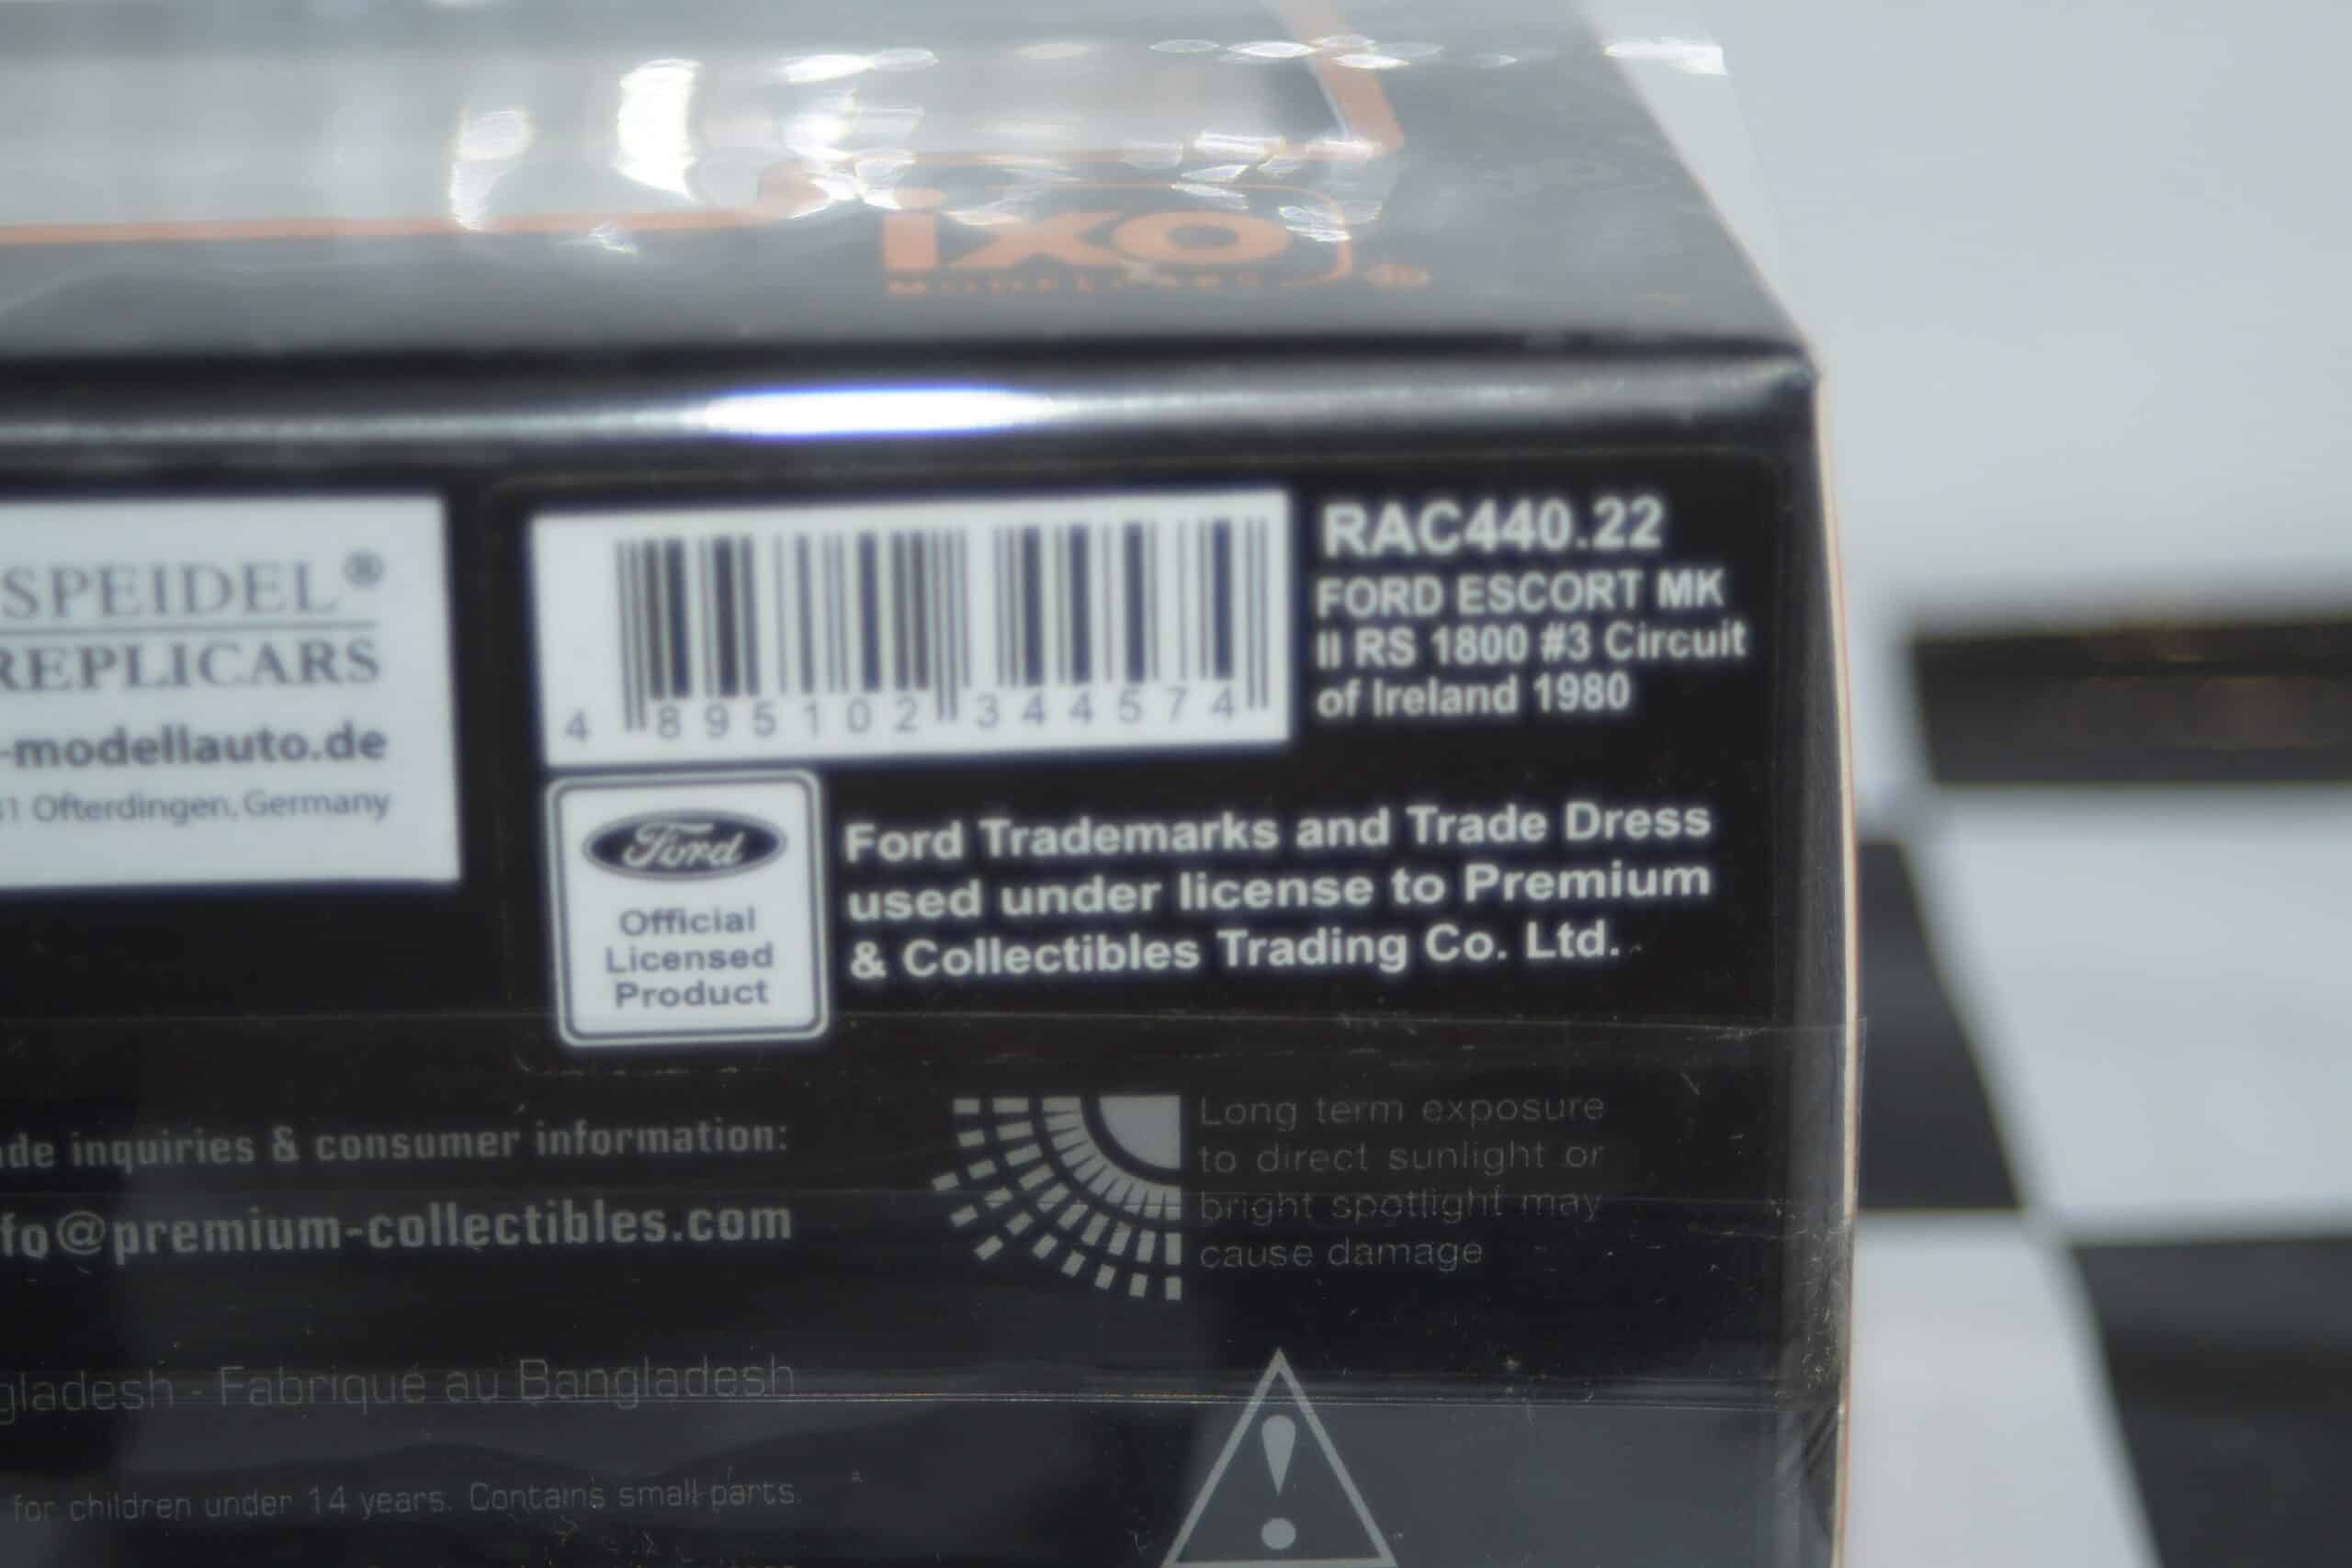 ixo
MODELCARS
SPEIDEL®
REPLICARS
-modellauto.de
Ofterdingen, Germany
4 895102 344574
RAC440.22
FORD ESCORT MK
II RS 1800 #3 Circuit
of Ireland 1980
Ford
Official
Licensed
Product
Ford Trademarks and Trade Dress
used under license to Premium
& Collectibles Trading Co. Ltd.
de inquiries & consumer information:
fo@premium-collectibles.com
Long term exposure
to direct sunlight or
bright spotlight may
cause damage
gladesh - Fabriqué au Bangladesh
for children under 14 years. Contains small parts.